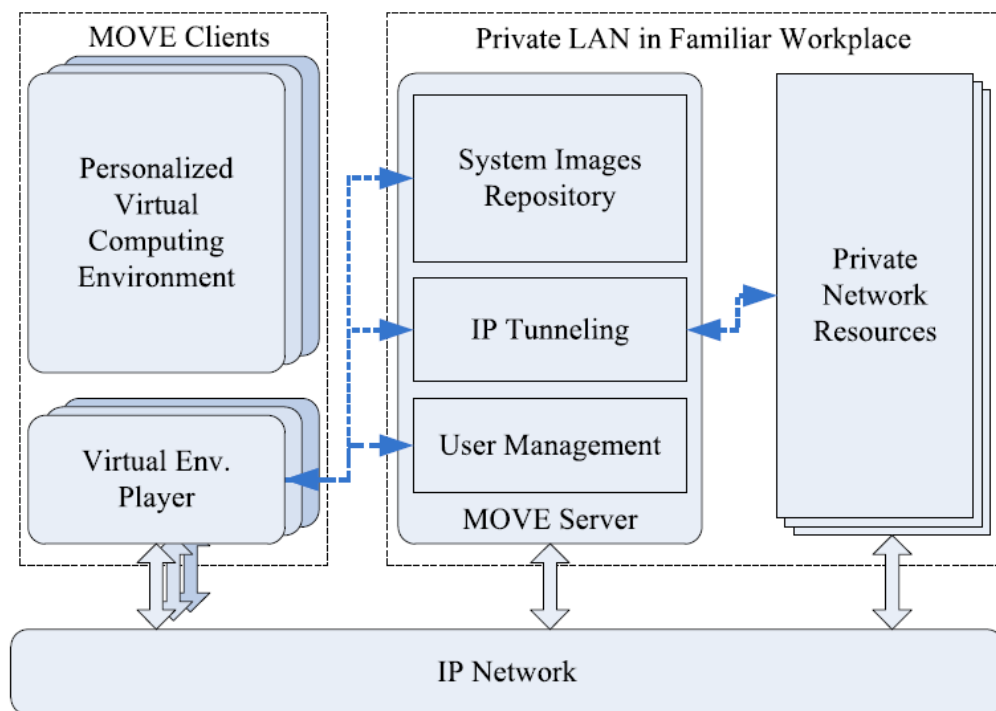 MOVE Clients
Personalized
Virtual
Computing
Environment
Virtual Env.
Player
Private LAN in Familiar Workplace
System Images
Repository
IP Tunneling
User Management
MOVE Server
Private
Network
Resources
IP Network